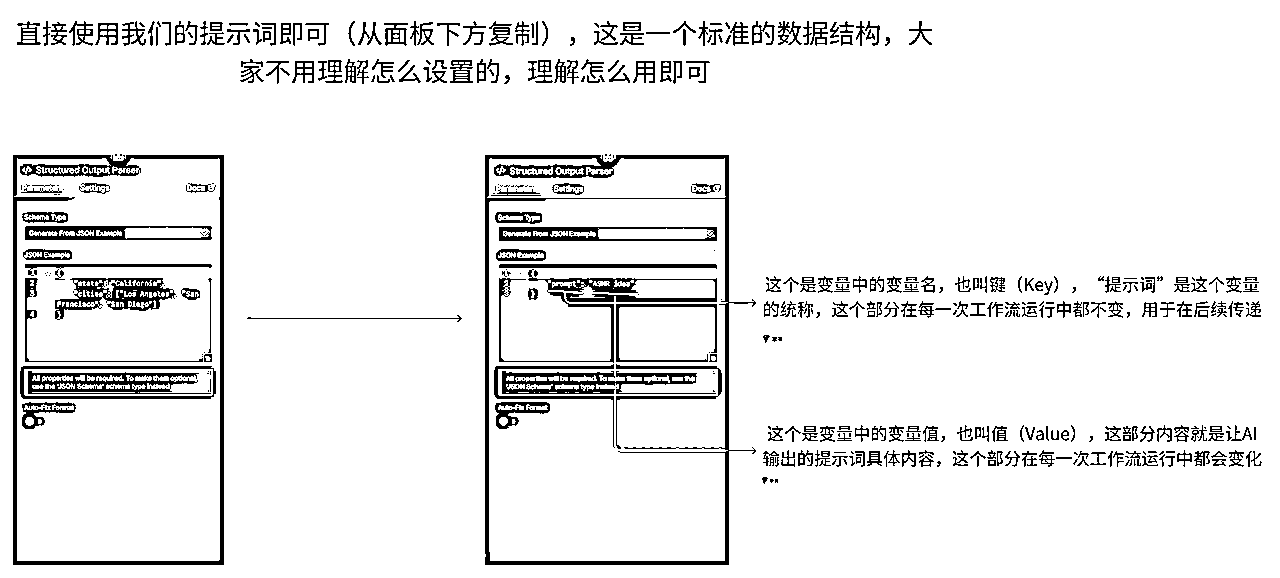 直接使用我们的提示词即可（从面板下方复制），这是一个标准的数据结构，大
家不用理解怎么设置的，理解怎么用即可
</> Structured Output Parser
Parameters Settings Docs
Schema Type
Generate From JSON Example
JSON Example
1 {
2 "state": "California",
3 "cities": ["Los Angeles", "San
Francisco", "San Diego"]
4 }
All properties will be required. To make them optional,
use the 'JSON Schema' schema type instead
Auto-Fix Format
</> Structured Output Parser
Parameters Settings Docs
Schema Type
Generate From JSON Example
JSON Example
1 {
2 "prompt": "ASMR idea"
3 }
All properties will be required. To make them optional, use the
'JSON Schema' schema type instead
Auto-Fix Format
这个是变量中的变量名，也叫键（Key），“提示词”是这个变量
的统称，这个部分在每一次工作流运行中都不变，用于在后续传递
这个是变量中的变量值，也叫值（Value），这部分内容就是让AI
输出的提示词具体内容，这个部分在每一次工作流运行中都会变化